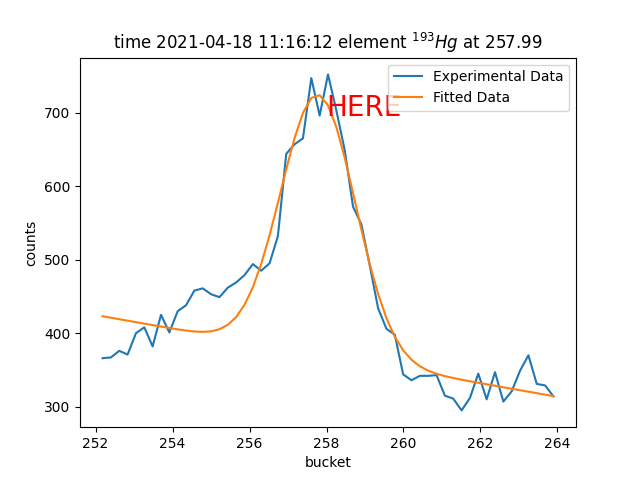 time 2021-04-18 11:16:12 element ¹⁹³Hg at 257.99
Experimental Data
Fitted Data
HERE
counts
700
600
500
400
300
252 254 256 258 260 262 264
bucket